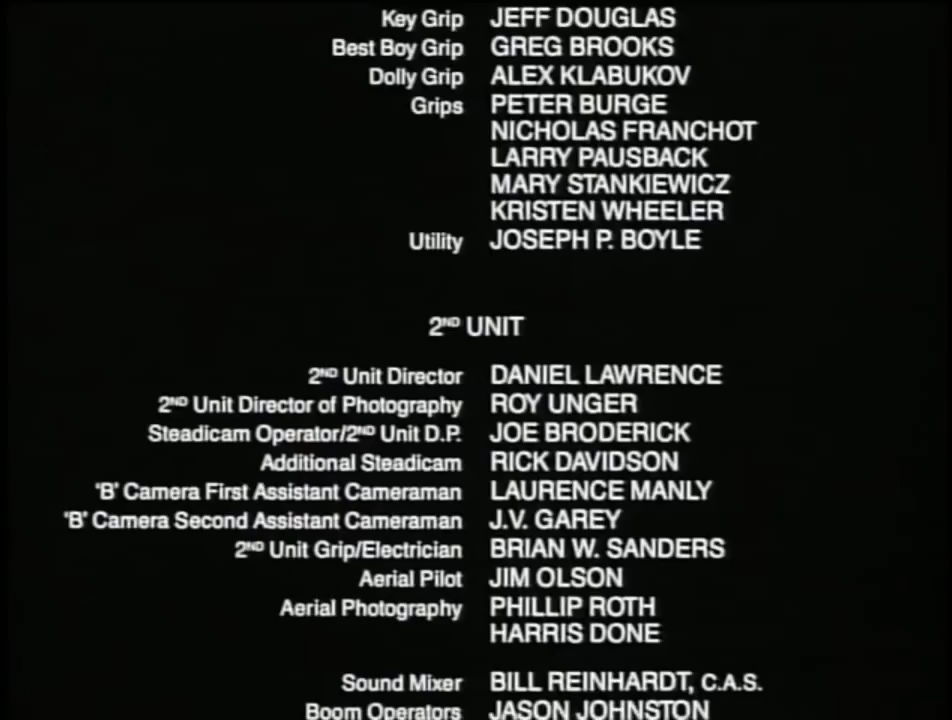 Key Grip JEFF DOUGLAS
Best Boy Grip GREG BROOKS
Dolly Grip ALEX KLABUKOV
Grips PETER BURGE
NICHOLAS FRANCHOT
LARRY PAUSBACK
MARY STANKIEWICZ
KRISTEN WHEELER
Utility JOSEPH P. BOYLE
2ND UNIT
2ND Unit Director DANIEL LAWRENCE
2ND Unit Director of Photography ROY UNGER
Steadicam Operator/2ND Unit D.P. JOE BRODERICK
Additional Steadicam RICK DAVIDSON
'B' Camera First Assistant Cameraman LAURENCE MANLY
'B' Camera Second Assistant Cameraman J.V. GAREY
2ND Unit Grip/Electrician BRIAN W. SANDERS
Aerial Pilot JIM OLSON
Aerial Photography PHILLIP ROTH
HARRIS DONE
Sound Mixer BILL REINHARDT, C.A.S.
Boom Operators JASON JOHNSTON